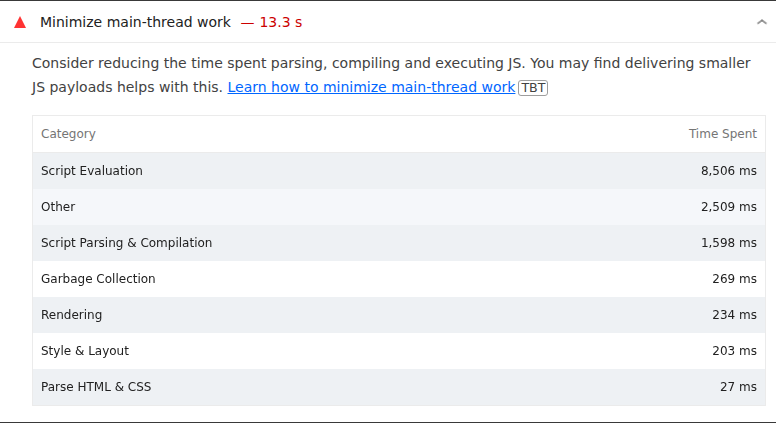 Minimize main-thread work — 13.3 s
Consider reducing the time spent parsing, compiling and executing JS. You may find delivering smaller
JS payloads helps with this. Learn how to minimize main-thread work TBT
Category Time Spent
Script Evaluation 8,506 ms
Other 2,509 ms
Script Parsing & Compilation 1,598 ms
Garbage Collection 269 ms
Rendering 234 ms
Style & Layout 203 ms
Parse HTML & CSS 27 ms